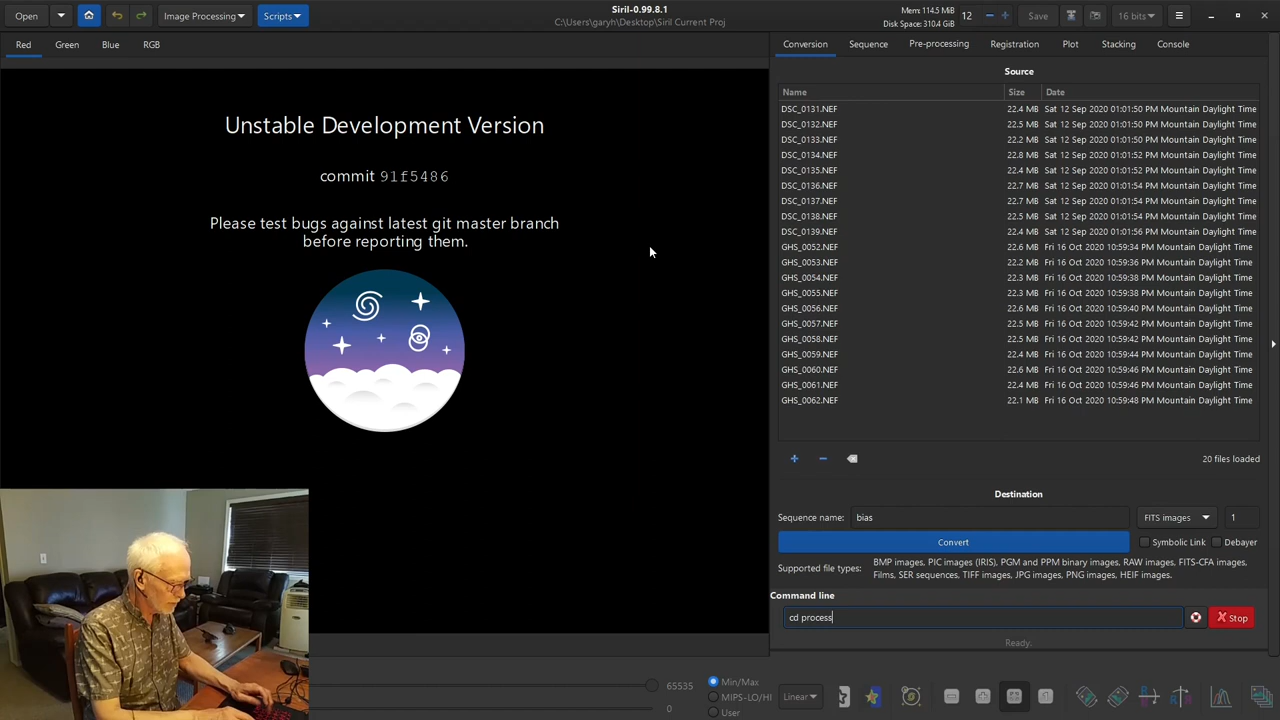 Open
Image Processing
Scripts
Siril-0.99.8.1
C:\users\garyh\Desktop\Siril Current Proj
Mem: 114.5 MiB
Disk Space: 310.4 GiB
12
Save
16 bits
Red Green Blue RGB
Conversion Sequence Pre-processing Registration Plot Stacking Console
Unstable Development Version
commit 91f5486
Please test bugs against latest git master branch
before reporting them.
Source
Name Size Date
DSC_0131.NEF 22.4 MB Sat 12 Sep 2020 01:01:50 PM Mountain Daylight Time
DSC_0132.NEF 22.5 MB Sat 12 Sep 2020 01:01:50 PM Mountain Daylight Time
DSC_0133.NEF 22.2 MB Sat 12 Sep 2020 01:01:50 PM Mountain Daylight Time
DSC_0134.NEF 22.8 MB Sat 12 Sep 2020 01:01:52 PM Mountain Daylight Time
DSC_0135.NEF 22.4 MB Sat 12 Sep 2020 01:01:52 PM Mountain Daylight Time
DSC_0136.NEF 22.7 MB Sat 12 Sep 2020 01:01:54 PM Mountain Daylight Time
DSC_0137.NEF 22.7 MB Sat 12 Sep 2020 01:01:54 PM Mountain Daylight Time
DSC_0138.NEF 22.5 MB Sat 12 Sep 2020 01:01:54 PM Mountain Daylight Time
DSC_0139.NEF 22.4 MB Sat 12 Sep 2020 01:01:56 PM Mountain Daylight Time
GHS_0052.NEF 22.6 MB Fri 16 Oct 2020 10:59:34 PM Mountain Daylight Time
GHS_0053.NEF 22.2 MB Fri 16 Oct 2020 10:59:36 PM Mountain Daylight Time
GHS_0054.NEF 22.3 MB Fri 16 Oct 2020 10:59:38 PM Mountain Daylight Time
GHS_0055.NEF 22.3 MB Fri 16 Oct 2020 10:59:38 PM Mountain Daylight Time
GHS_0056.NEF 22.6 MB Fri 16 Oct 2020 10:59:40 PM Mountain Daylight Time
GHS_0057.NEF 22.5 MB Fri 16 Oct 2020 10:59:42 PM Mountain Daylight Time
GHS_0058.NEF 22.5 MB Fri 16 Oct 2020 10:59:42 PM Mountain Daylight Time
GHS_0059.NEF 22.4 MB Fri 16 Oct 2020 10:59:44 PM Mountain Daylight Time
GHS_0060.NEF 22.6 MB Fri 16 Oct 2020 10:59:46 PM Mountain Daylight Time
GHS_0061.NEF 22.4 MB Fri 16 Oct 2020 10:59:46 PM Mountain Daylight Time
GHS_0062.NEF 22.1 MB Fri 16 Oct 2020 10:59:48 PM Mountain Daylight Time
20 files loaded
Destination
Sequence name: bias FITS images 1
Convert Symbolic Link Debayer
Supported file types: BMP images, PIC images (IRIS), PGM and PPM binary images, RAW images, FITS-CFA images,
Films, SER sequences, TIFF images, JPG images, PNG images, HEIF images.
Command line
cd process
Stop
Ready.
65535
0
Min/Max
MIPS-LO/HI
User
Linear